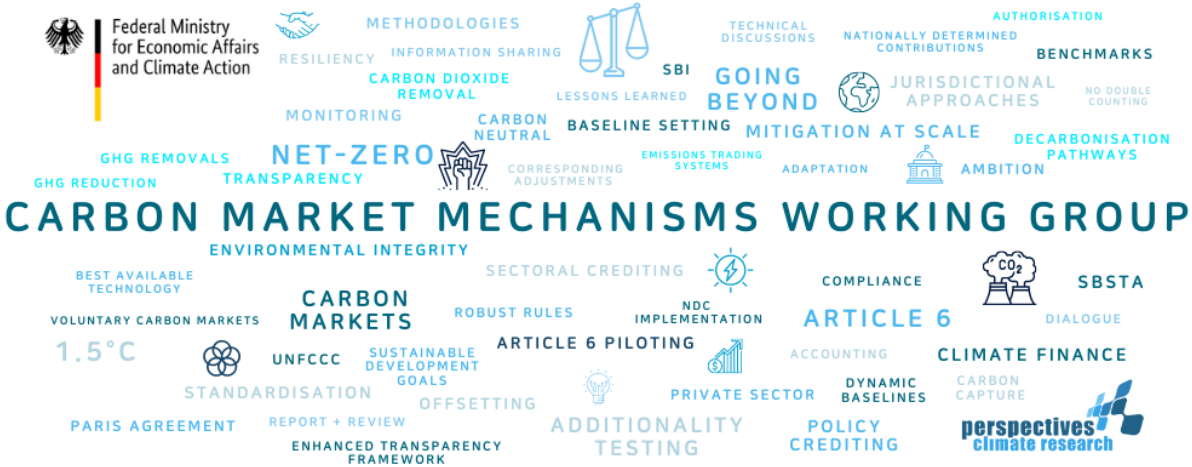 Federal Ministry
for Economic Affairs
and Climate Action
METHODOLOGIES
RESILIENCY
INFORMATION SHARING
CARBON DIOXIDE
REMOVAL
MONITORING
CARBON
NEUTRAL
NET-ZERO
GHG REMOVALS
GHG REDUCTION
TRANSPARENCY
LESSONS LEARNED
SBI
BASELINE SETTING
CORRESPONDING
ADJUSTMENTS
TECHNICAL
DISCUSSIONS
GOING
BEYOND
NATIONALLY DETERMINED
CONTRIBUTIONS
AUTHORISATION
BENCHMARKS
JURISDICTIONAL
APPROACHES
NO DOUBLE
COUNTING
MITIGATION AT SCALE
EMISSIONS TRADING
SYSTEMS
ADAPTATION
AMBITION
DECARBONISATION
PATHWAYS
CARBON MARKET MECHANISMS WORKING GROUP
ENVIRONMENTAL INTEGRITY
BEST AVAILABLE
TECHNOLOGY
VOLUNTARY CARBON MARKETS
CARBON
MARKETS
SECTORAL CREDITING
ROBUST RULES
NDC
IMPLEMENTATION
COMPLIANCE
CO2
SBSTA
ARTICLE 6
DIALOGUE
1.5°C
UNFCCC
SUSTAINABLE
DEVELOPMENT
GOALS
ARTICLE 6 PILOTING
$
ACCOUNTING
CLIMATE FINANCE
STANDARDISATION
OFFSETTING
PRIVATE SECTOR
DYNAMIC
BASELINES
CARBON
CAPTURE
PARIS AGREEMENT
REPORT + REVIEW
ENHANCED TRANSPARENCY
FRAMEWORK
ADDITIONALITY
TESTING
POLICY
CREDITING
perspectives
climate research